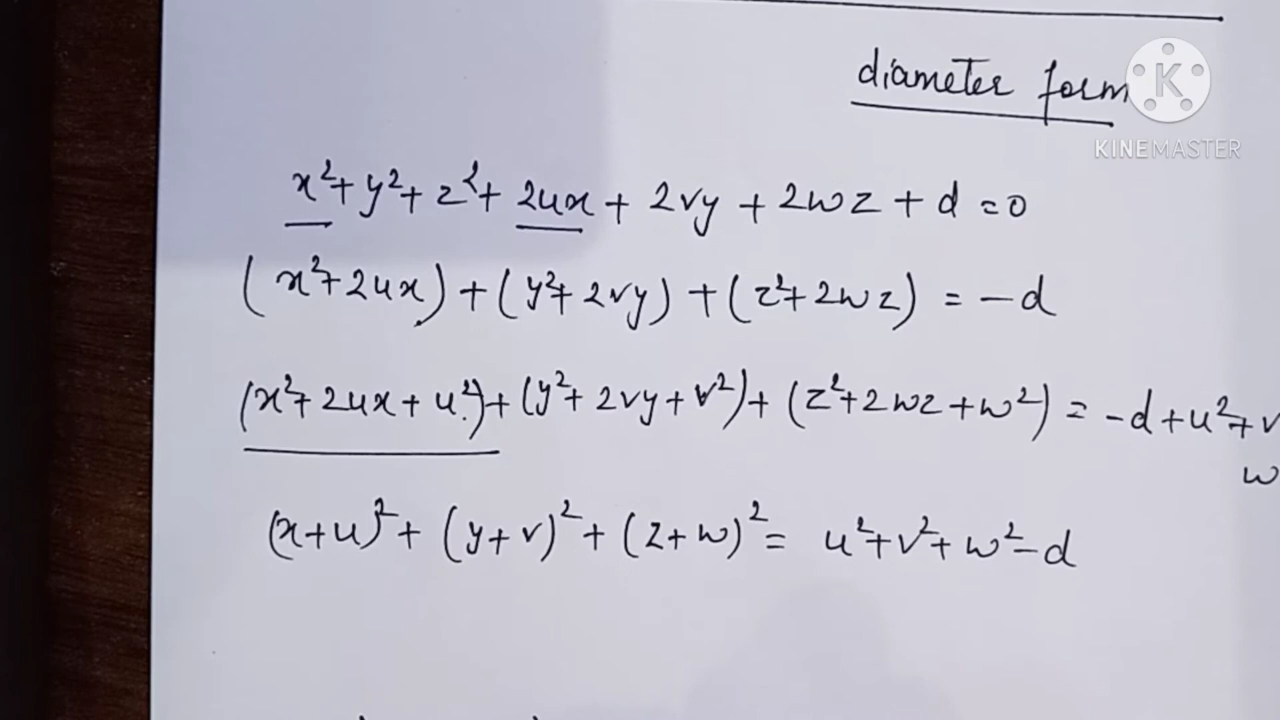 diameter form
KINEMASTER
x²+ y²+ z²+ 2ux + 2vy + 2wz + d = 0
(x²+2ux) + (y²+ 2vy) + (z²+ 2wz) = -d
(x²+ 2ux + u²) + (y²+ 2vy + v²) + (z²+2wz+w²) = -d+u²+v
w
(x+u)²+ (y+v)²+ (z+w)²= u²+v²+w²-d